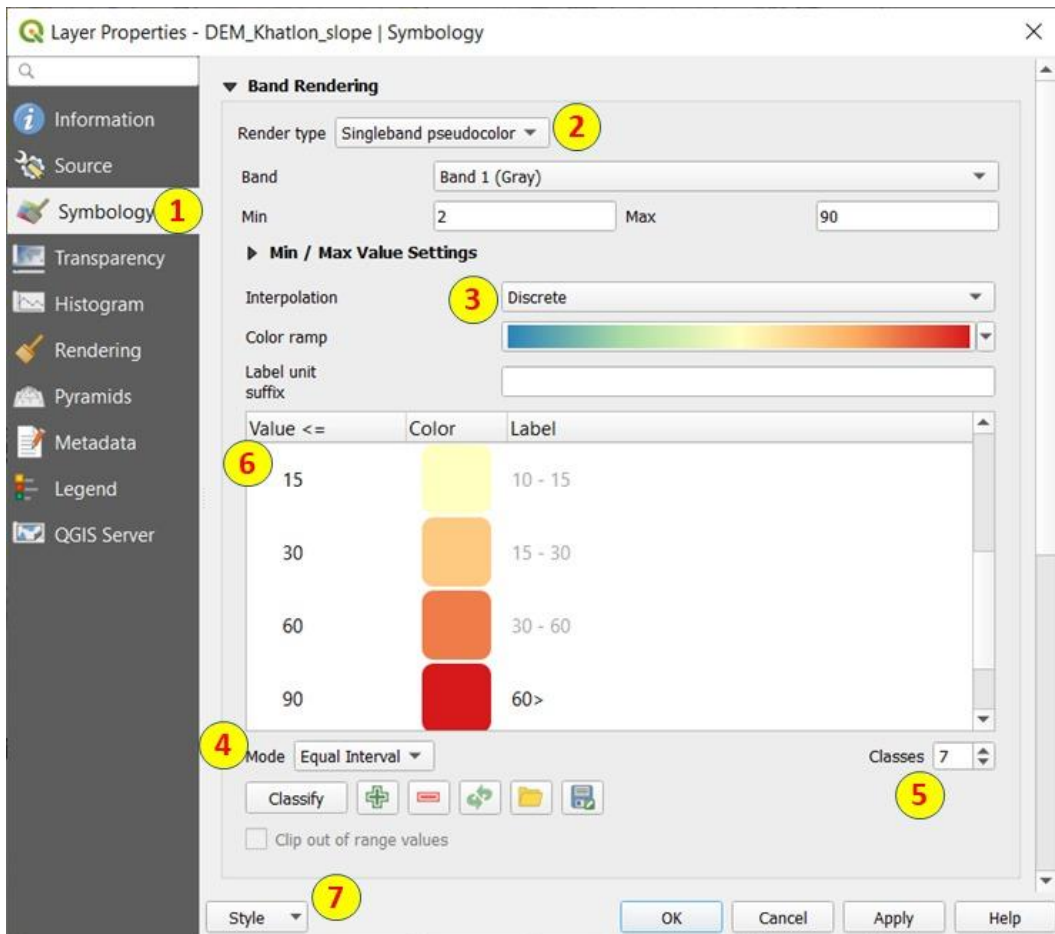 Layer Properties - DEM_Khatlon_slope | Symbology
Information
Source
Symbology 1
Transparency
Histogram
Rendering
Pyramids
Metadata
Legend
QGIS Server
Band Rendering
Render type Singleband pseudocolor 2
Band Band 1 (Gray)
Min 2 Max 90
Min / Max Value Settings
Interpolation 3 Discrete
Color ramp
Label unit
suffix
Value <= Color Label
6
15 10 - 15
30 15 - 30
60 30 - 60
90 60>
4 Mode Equal Interval Classes 7
5
Classify
Clip out of range values
7
Style OK Cancel Apply Help